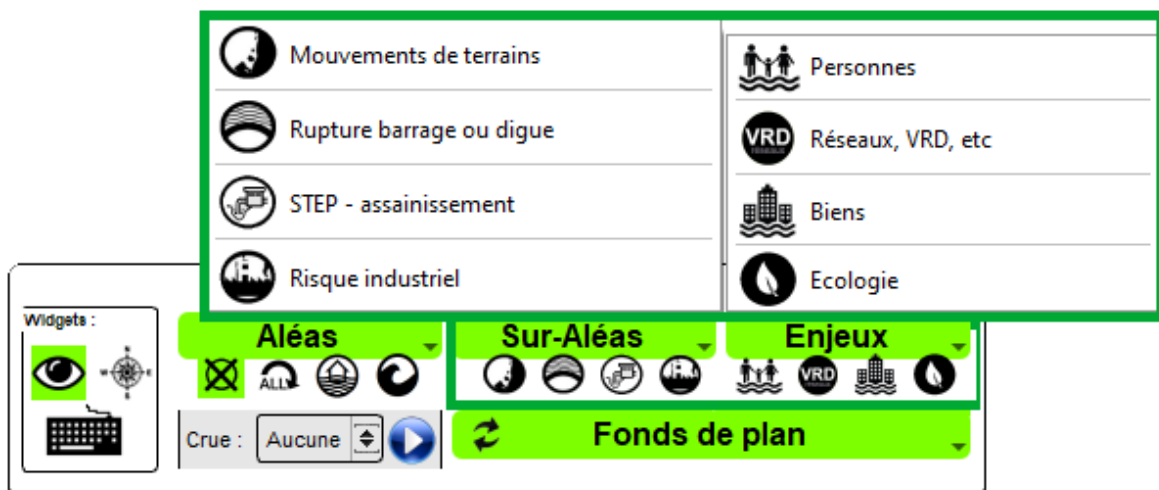 Mouvements de terrains
Rupture barrage ou digue
STEP - assainissement
Risque industriel
Personnes
VRD
Réseaux, VRD, etc
Biens
Ecologie
Widgets :
N
Aléas
Sur-Aléas
Enjeux
ALL
VRD
Crue :
Aucune
Fonds de plan